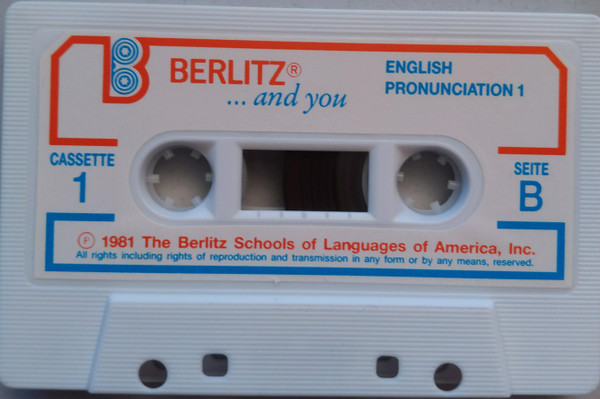 B BERLITZ®
... and you
ENGLISH
PRONUNCIATION 1
CASSETTE
1
SEITE
B
Ⓟ 1981 The Berlitz Schools of Languages of America, Inc.
All rights including rights of reproduction and transmission in any form or by any means, reserved.